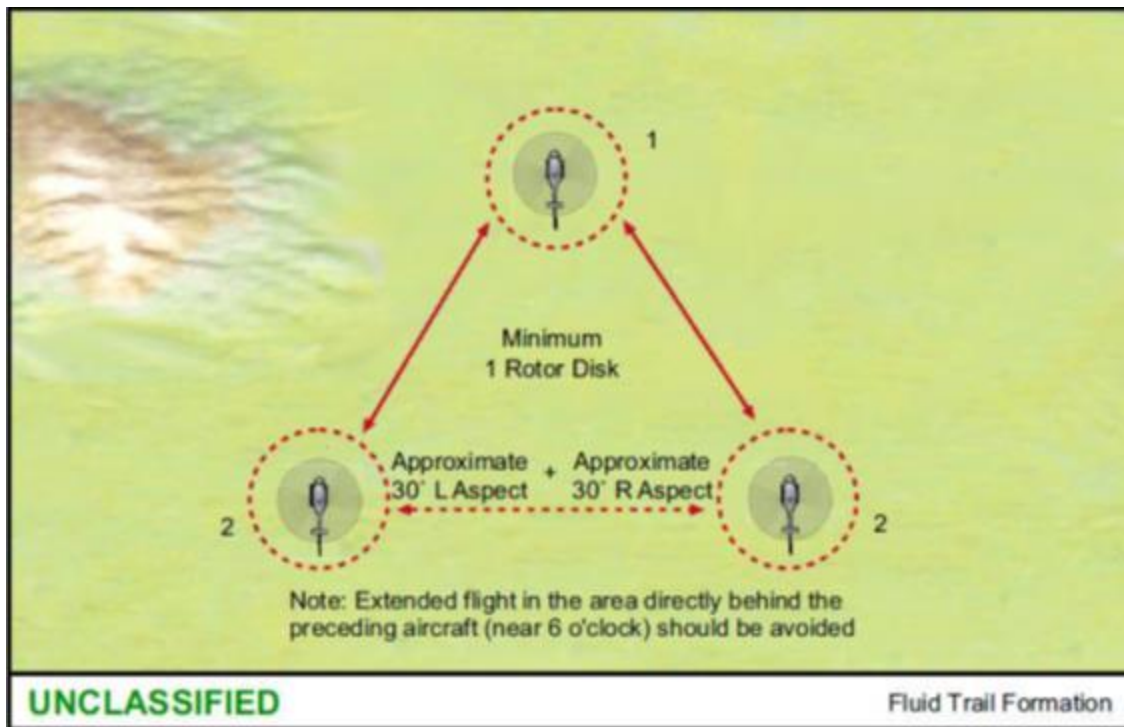 1
Minimum
1 Rotor Disk
Approximate + Approximate
30° L Aspect 30° R Aspect
2
2
Note: Extended flight in the area directly behind the
preceding aircraft (near 6 o'clock) should be avoided
UNCLASSIFIED
Fluid Trail Formation